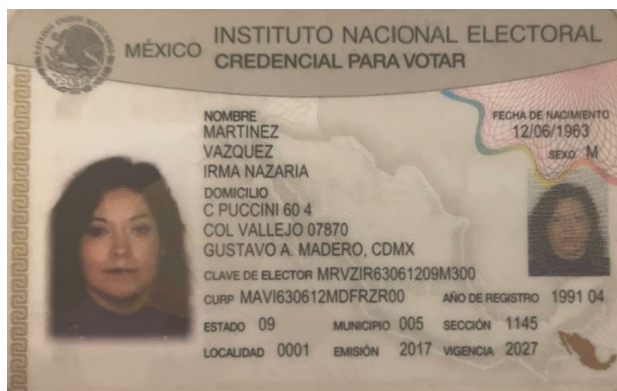 INSTITUTO NACIONAL ELECTORAL
MÉXICO CREDENCIAL PARA VOTAR
NOMBRE
MARTINEZ
VAZQUEZ
IRMA NAZARIA
FECHA DE NACIMIENTO
12/06/1963
SEXO M
DOMICILIO
C PUCCINI 60 4
COL VALLEJO 07870
GUSTAVO A. MADERO, CDMX
CLAVE DE ELECTOR MRVZIR63061209M300
CURP MAVI630612MDFRZR00 AÑO DE REGISTRO 1991 04
ESTADO 09 MUNICIPIO 005 SECCIÓN 1145
LOCALIDAD 0001 EMISIÓN 2017 VIGENCIA 2027